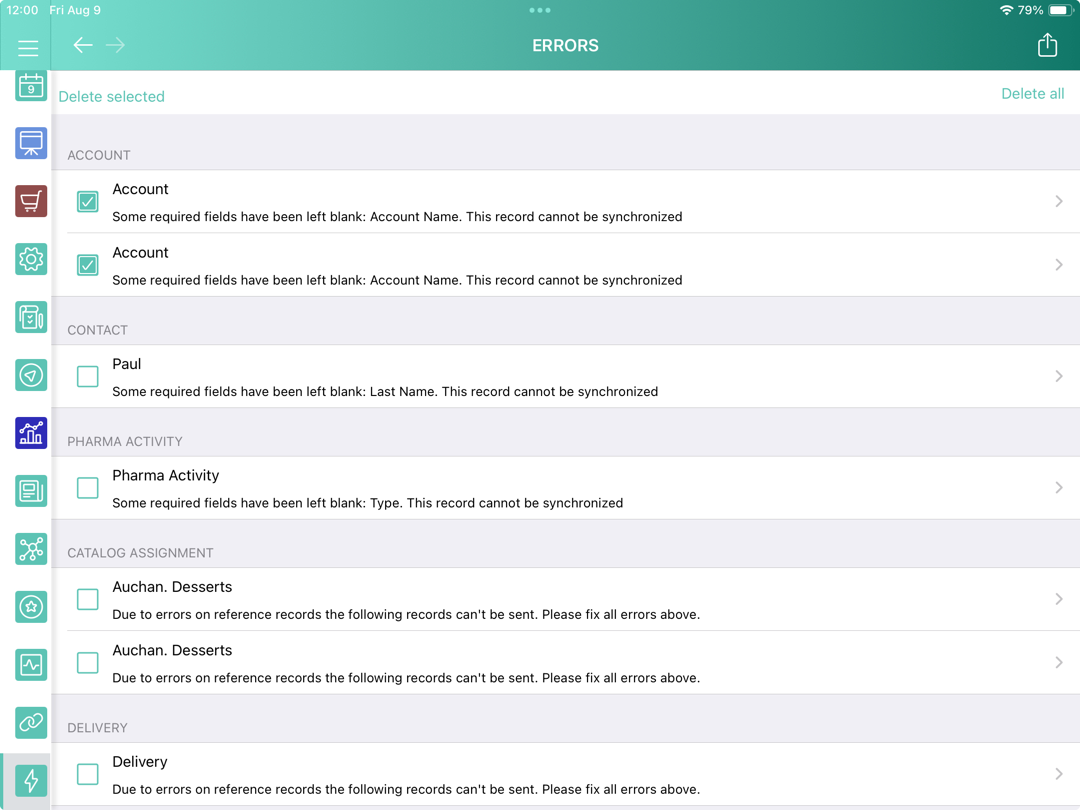 12:00 Fri Aug 9
79%
ERRORS
9
Delete selected
Delete all
ACCOUNT
Account
Some required fields have been left blank: Account Name. This record cannot be synchronized
Account
Some required fields have been left blank: Account Name. This record cannot be synchronized
CONTACT
Paul
Some required fields have been left blank: Last Name. This record cannot be synchronized
PHARMA ACTIVITY
Pharma Activity
Some required fields have been left blank: Type. This record cannot be synchronized
CATALOG ASSIGNMENT
Auchan. Desserts
Due to errors on reference records the following records can't be sent. Please fix all errors above.
Auchan. Desserts
Due to errors on reference records the following records can't be sent. Please fix all errors above.
DELIVERY
Delivery
Due to errors on reference records the following records can't be sent. Please fix all errors above.